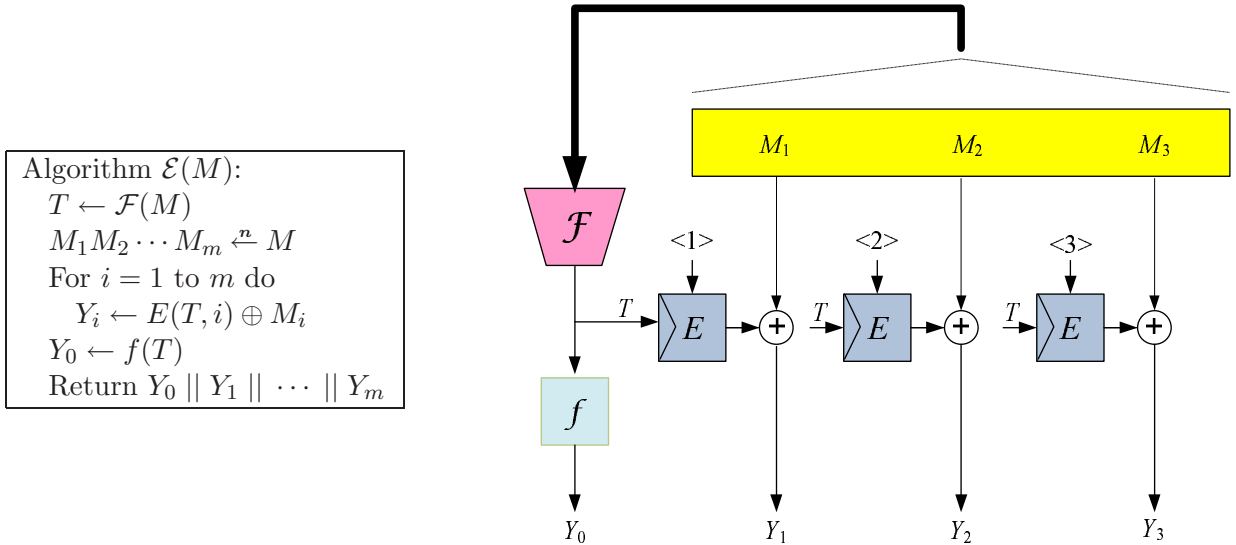 Algorithm ℰ(M):
T ← ℱ(M)
M₁M₂ ⋯ Mₘ ⟵ⁿ M
For i = 1 to m do
Yᵢ ← E(T, i) ⊕ Mᵢ
Y₀ ← f(T)
Return Y₀ || Y₁ || ⋯ || Yₘ
M₁ M₂ M₃
ℱ
<1> <2> <3>
T E + T E + T E +
f
Y₀ Y₁ Y₂ Y₃